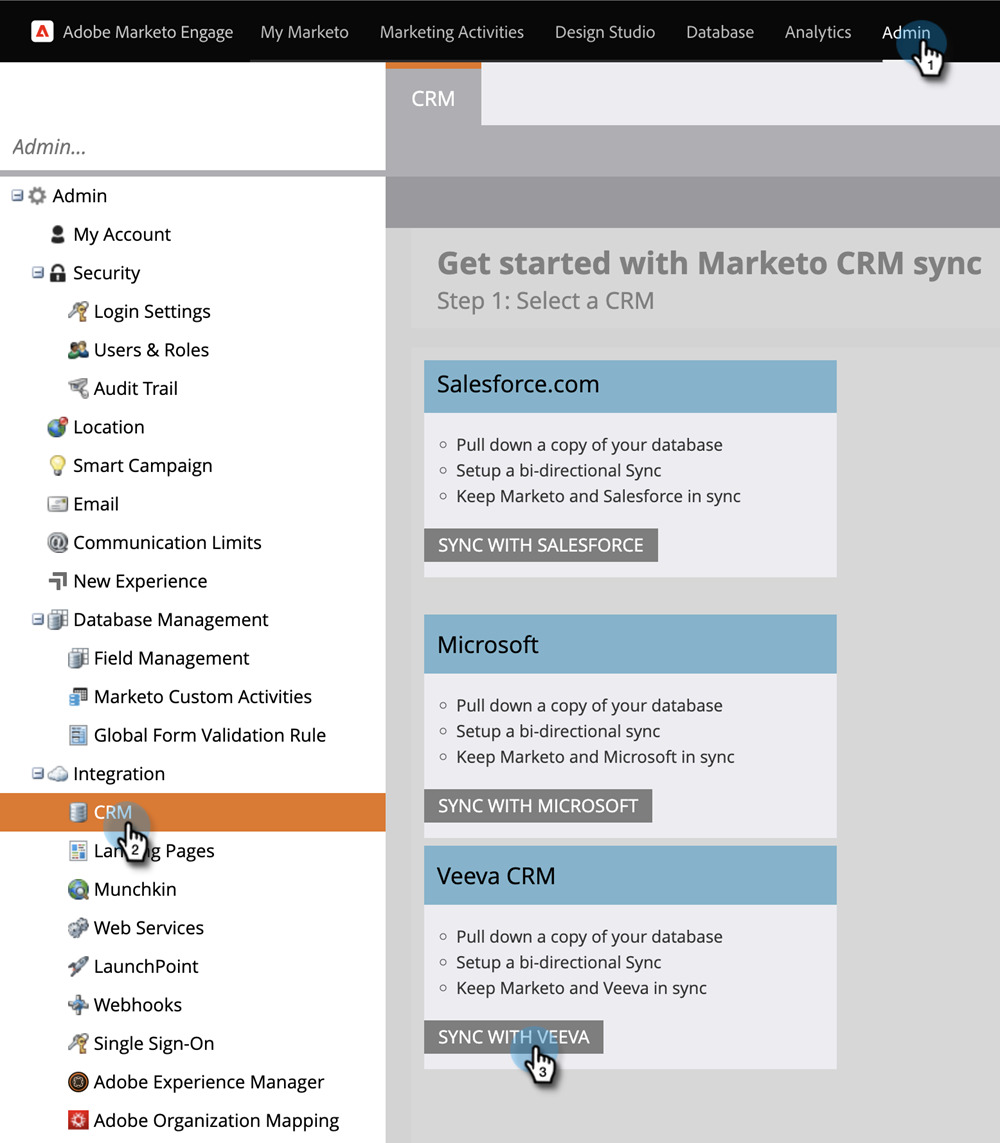 Adobe Marketo Engage My Marketo Marketing Activities Design Studio Database Analytics Admin
1
CRM
Admin...
Admin
My Account
Security
Login Settings
Users & Roles
Audit Trail
Location
Smart Campaign
Email
Communication Limits
New Experience
Database Management
Field Management
Marketo Custom Activities
Global Form Validation Rule
Integration
CRM
2
Landing Pages
Munchkin
Web Services
LaunchPoint
Webhooks
Single Sign-On
Adobe Experience Manager
Adobe Organization Mapping
Get started with Marketo CRM sync
Step 1: Select a CRM
Salesforce.com
Pull down a copy of your database
Setup a bi-directional Sync
Keep Marketo and Salesforce in sync
SYNC WITH SALESFORCE
Microsoft
Pull down a copy of your database
Setup a bi-directional sync
Keep Marketo and Microsoft in sync
SYNC WITH MICROSOFT
Veeva CRM
Pull down a copy of your database
Setup a bi-directional Sync
Keep Marketo and Veeva in sync
SYNC WITH VEEVA
3